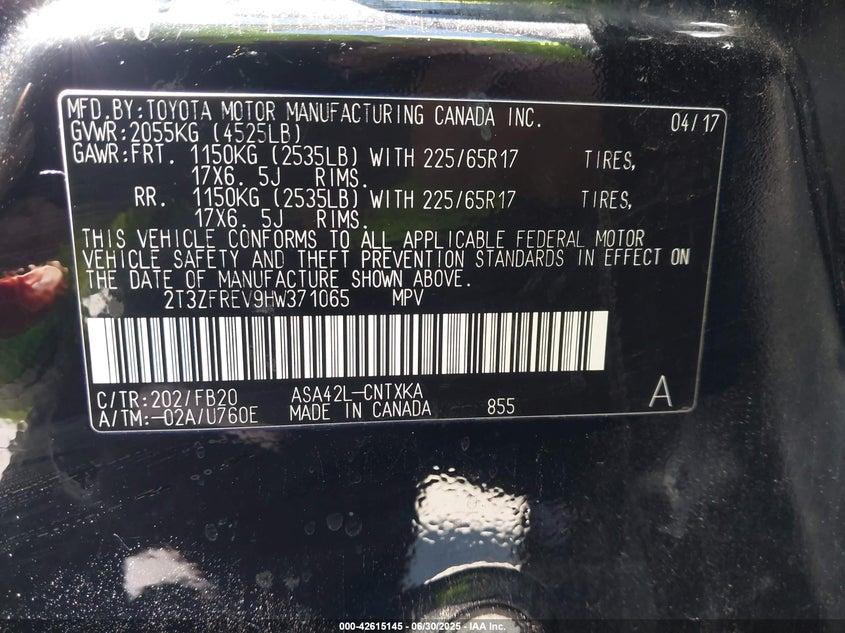 MFD.BY:TOYOTA MOTOR MANUFACTURING CANADA INC. 04/17
GVWR:2055KG (4525LB)
GAWR:FRT. 1150KG (2535LB) WITH 225/65R17 TIRES,
17X6. 5J RIMS.
RR. 1150KG (2535LB) WITH 225/65R17 TIRES,
17X6. 5J RIMS.
THIS VEHICLE CONFORMS TO ALL APPLICABLE FEDERAL MOTOR
VEHICLE SAFETY AND THEFT PREVENTION STANDARDS IN EFFECT ON
THE DATE OF MANUFACTURE SHOWN ABOVE.
2T3ZFREV9HW371065 MPV
C/TR:202/FB20 ASA42L-CNTXKA
A/TM:-02A/U760E MADE IN CANADA 855 A
000-42615145 - 06/30/2025 - IAA Inc.